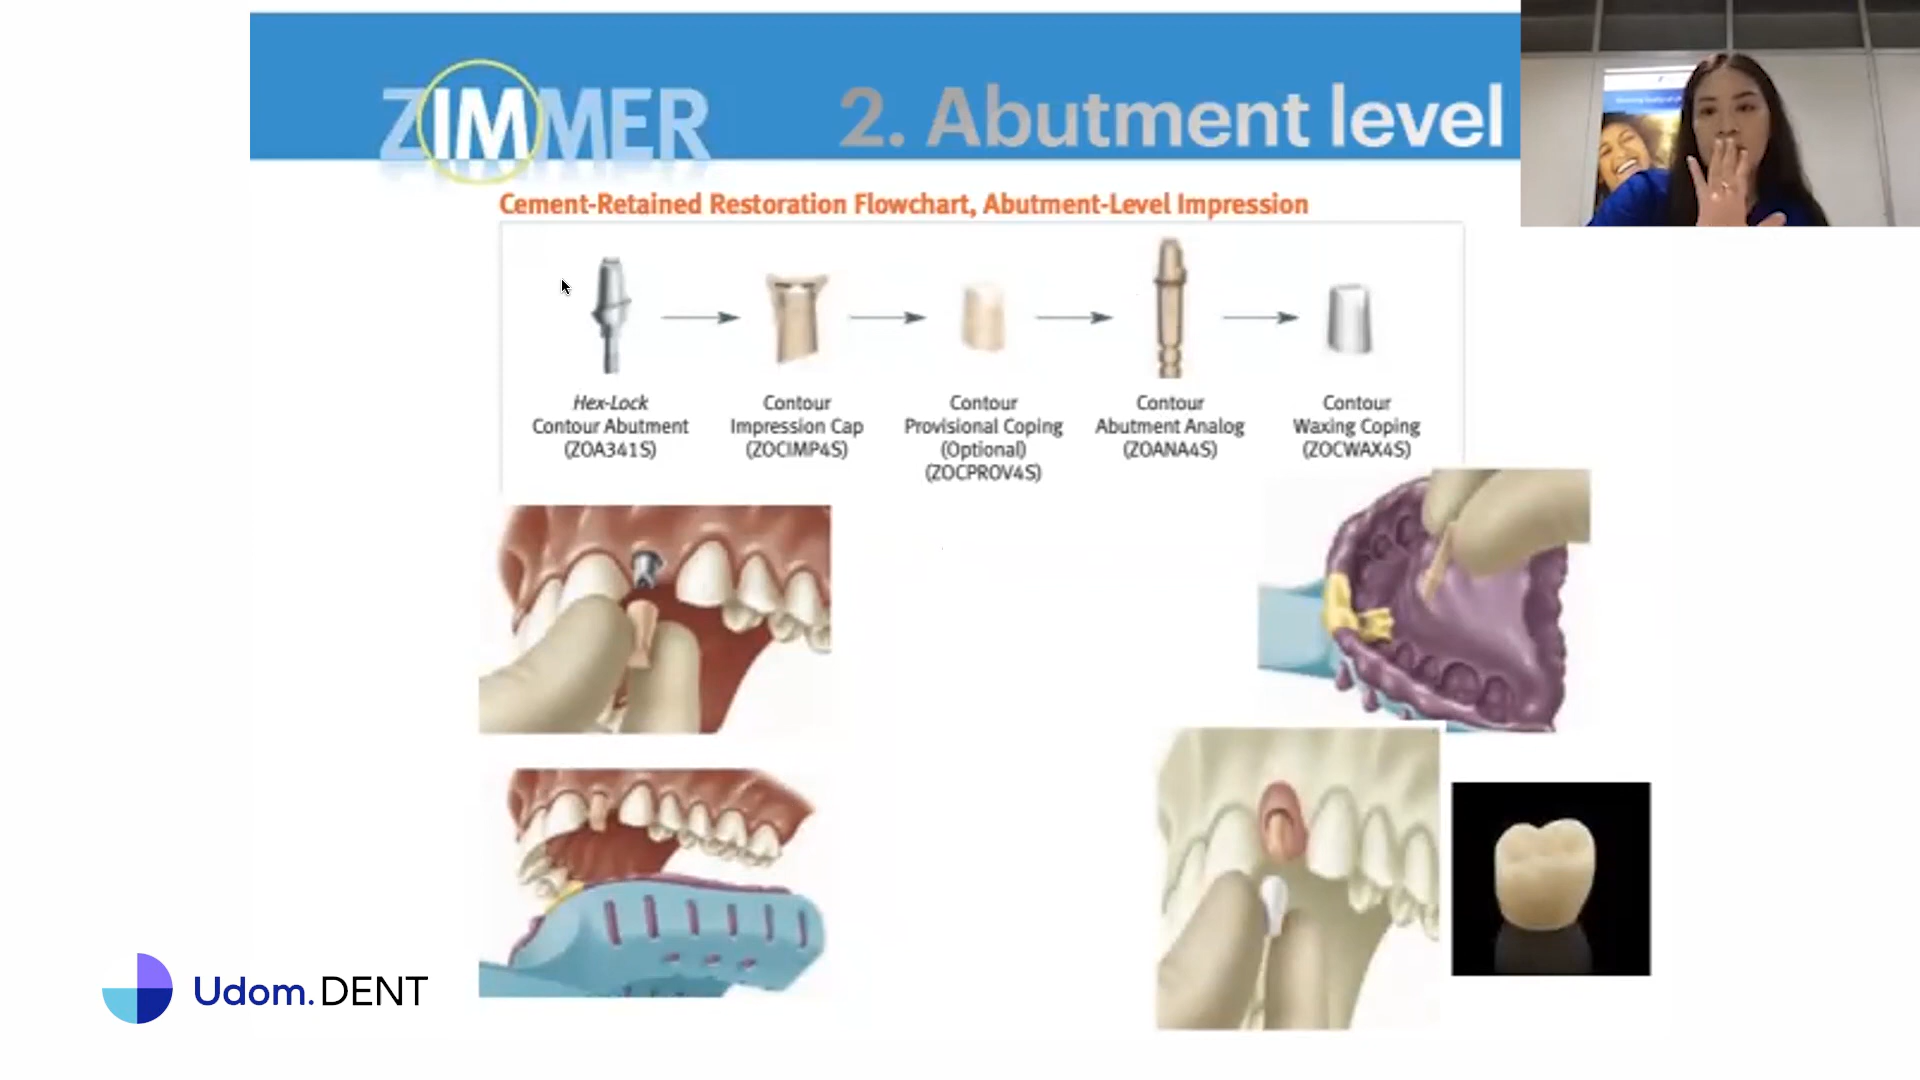 ZIMMER
2. Abutment level
Cement-Retained Restoration Flowchart, Abutment-Level Impression
Hex-Lock
Contour Abutment
(ZOA341S)
Contour
Impression Cap
(ZOCIMP4S)
Contour
Provisional Coping
(Optional)
(ZOCPROV4S)
Contour
Abutment Analog
(ZOANA4S)
Contour
Waxing Coping
(ZOCWAX4S)
Udom.DENT